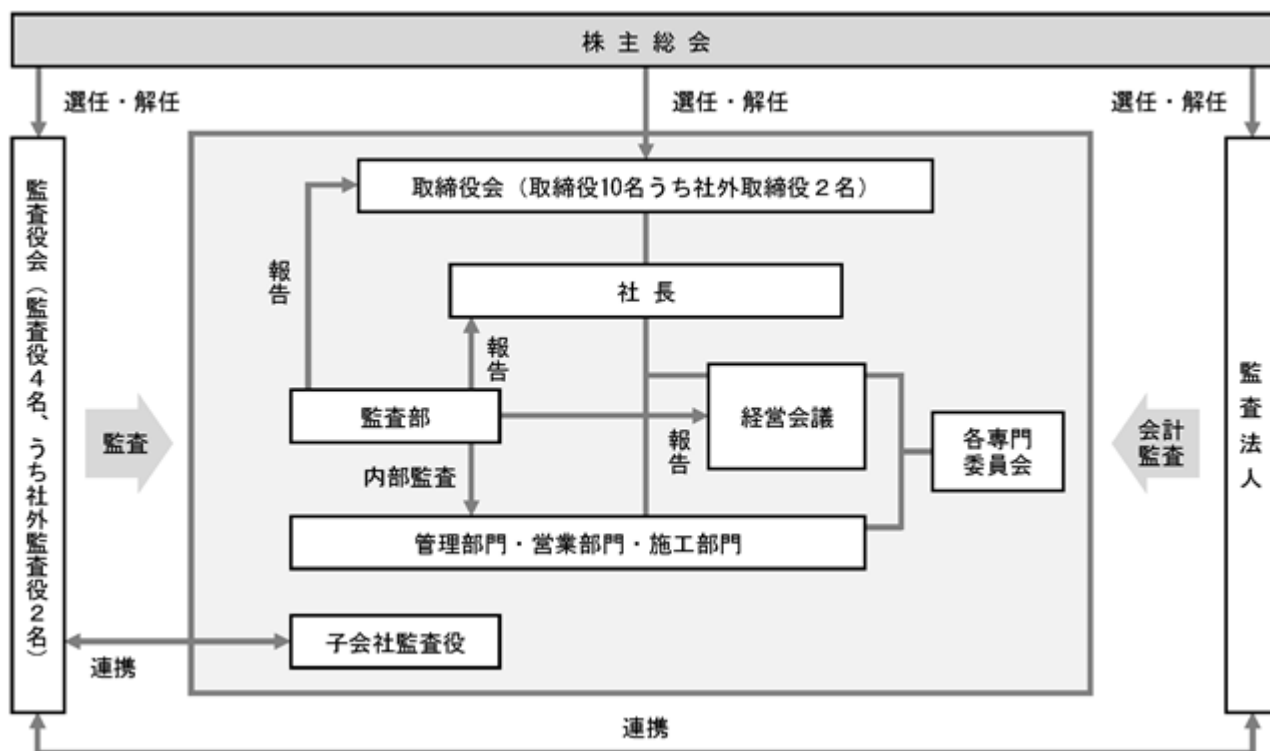 株主総会
選任・解任
選任・解任
選任・解任
監査役会（監査役４名、うち社外監査役２名）
取締役会（取締役10名うち社外取締役２名）
報告
社長
報告
監査部
報告
経営会議
各専門
委員会
監査
会計
監査
監査法人
内部監査
管理部門・営業部門・施工部門
子会社監査役
連携
連携